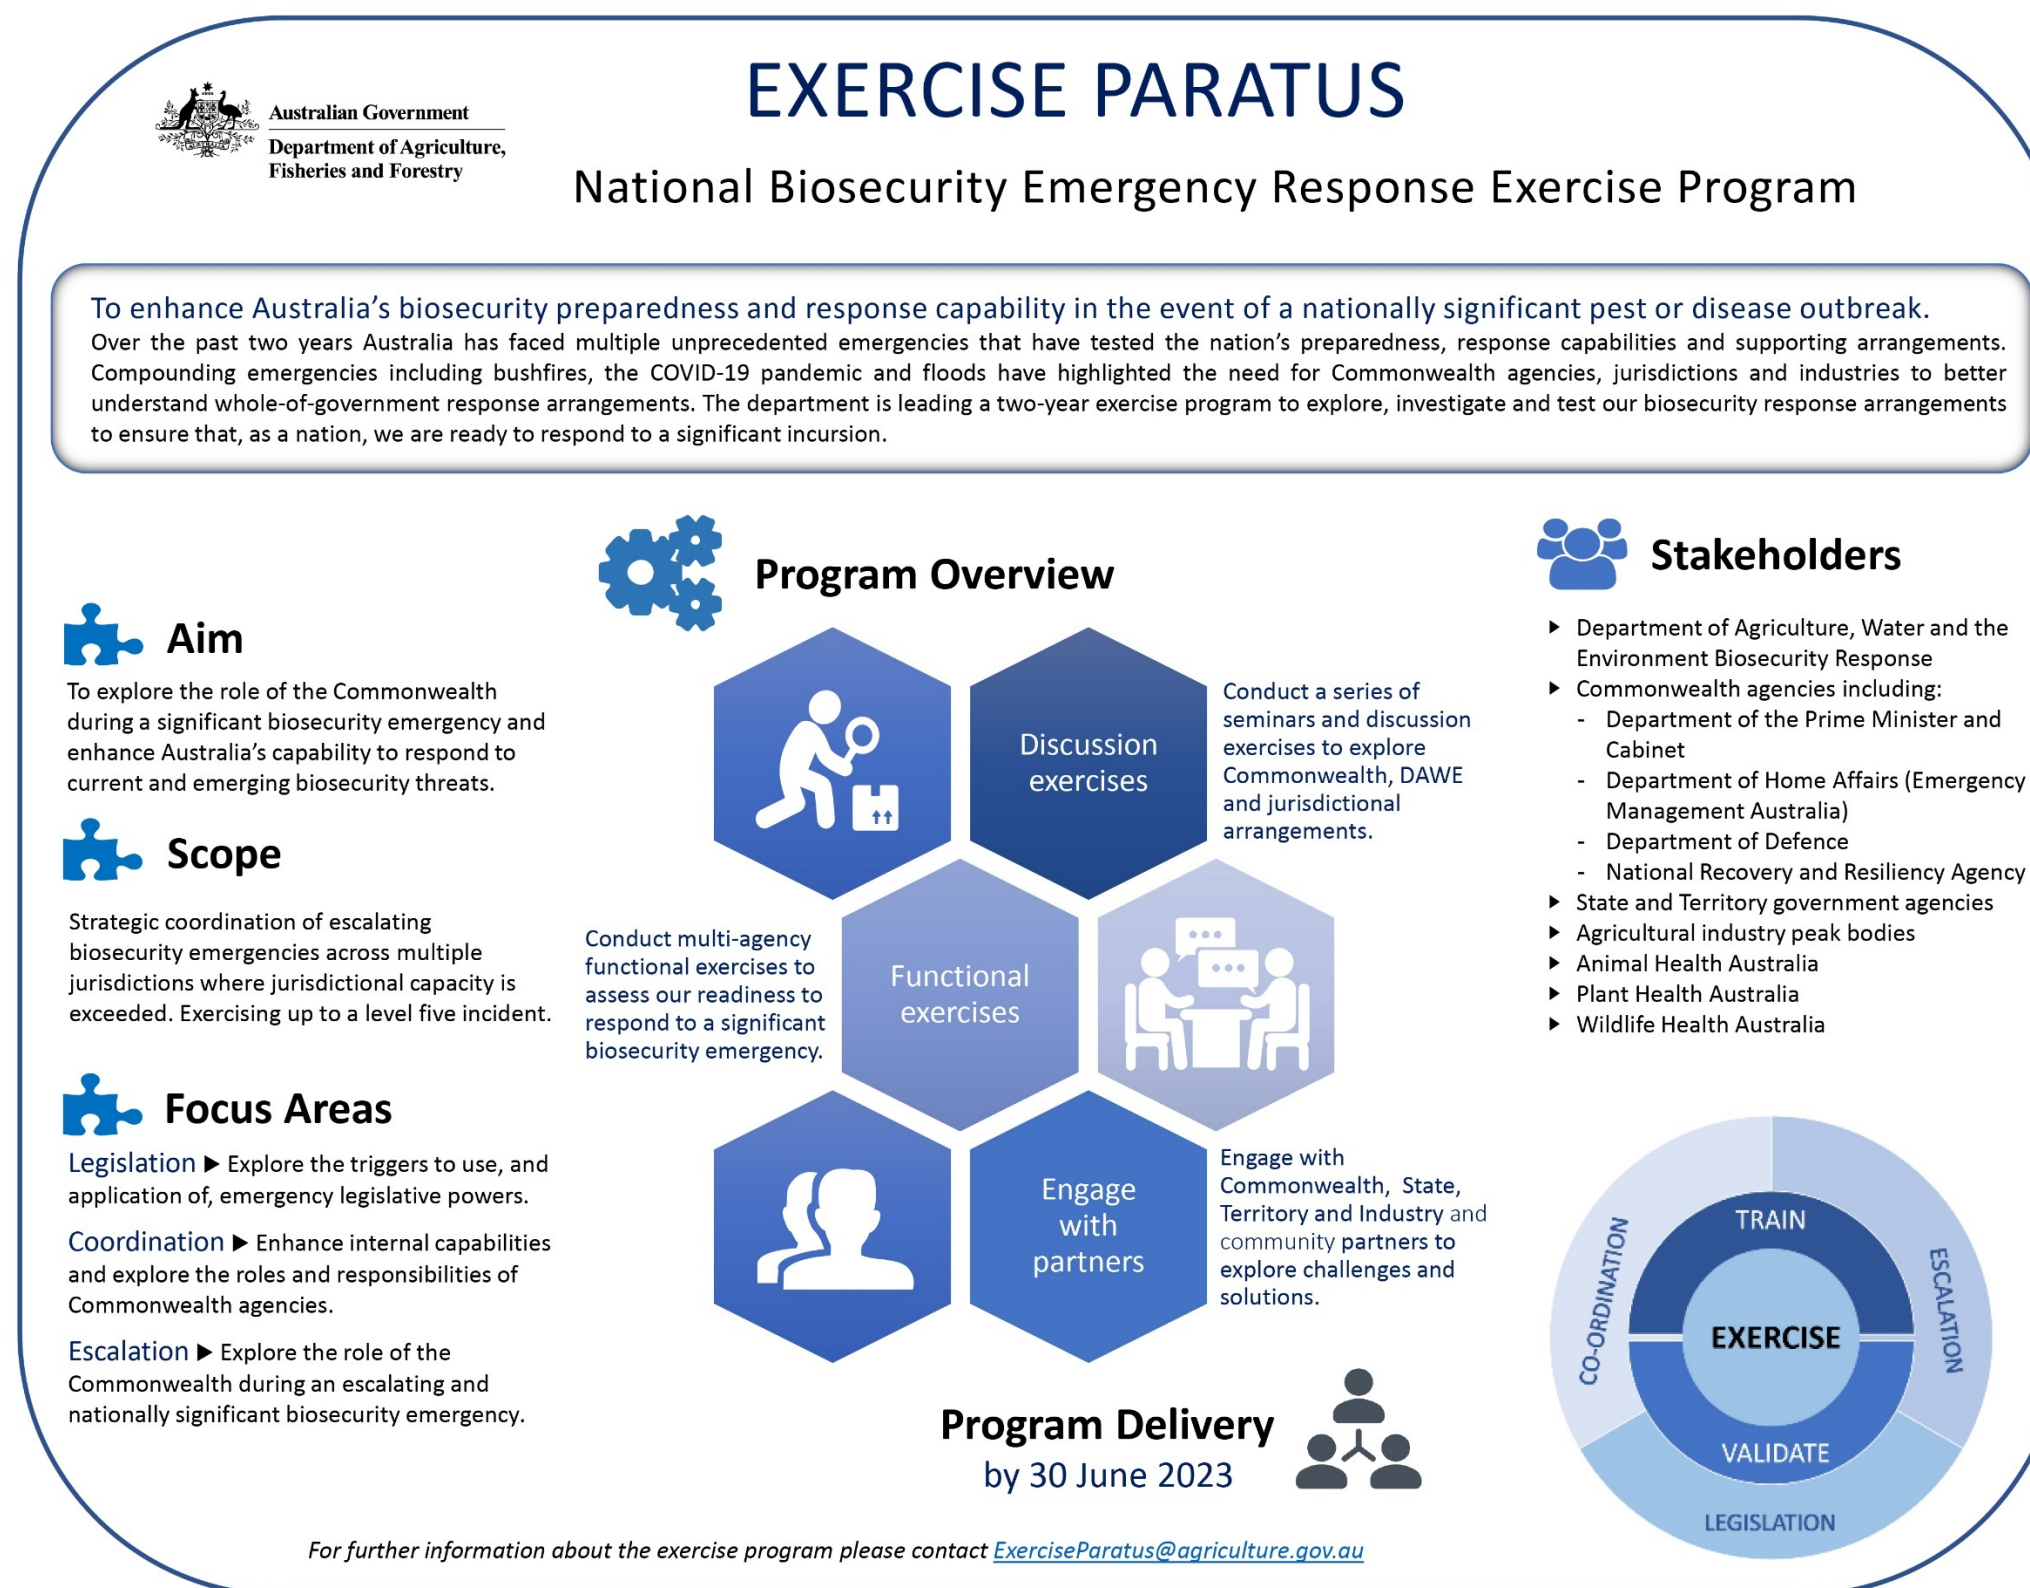 Australian Government
Department of Agriculture,
Fisheries and Forestry
EXERCISE PARATUS
National Biosecurity Emergency Response Exercise Program
To enhance Australia's biosecurity preparedness and response capability in the event of a nationally significant pest or disease outbreak.
Over the past two years Australia has faced multiple unprecedented emergencies that have tested the nation's preparedness, response capabilities and supporting arrangements.
Compounding emergencies including bushfires, the COVID-19 pandemic and floods have highlighted the need for Commonwealth agencies, jurisdictions and industries to better
understand whole-of-government response arrangements. The department is leading a two-year exercise program to explore, investigate and test our biosecurity response arrangements
to ensure that, as a nation, we are ready to respond to a significant incursion.
Aim
To explore the role of the Commonwealth
during a significant biosecurity emergency and
enhance Australia's capability to respond to
current and emerging biosecurity threats.
Scope
Strategic coordination of escalating
biosecurity emergencies across multiple
jurisdictions where jurisdictional capacity is
exceeded. Exercising up to a level five incident.
Focus Areas
Legislation ▶ Explore the triggers to use, and
application of, emergency legislative powers.
Coordination ▶ Enhance internal capabilities
and explore the roles and responsibilities of
Commonwealth agencies.
Escalation ▶ Explore the role of the
Commonwealth during an escalating and
nationally significant biosecurity emergency.
Program Overview
Discussion
exercises
Conduct a series of
seminars and discussion
exercises to explore
Commonwealth, DAWE
and jurisdictional
arrangements.
Conduct multi-agency
functional exercises to
assess our readiness to
respond to a significant
biosecurity emergency.
Functional
exercises
Engage
with
partners
Engage with
Commonwealth, State,
Territory and Industry and
community partners to
explore challenges and
solutions.
Program Delivery
by 30 June 2023
Stakeholders
▶ Department of Agriculture, Water and the
Environment Biosecurity Response
▶ Commonwealth agencies including:
- Department of the Prime Minister and
Cabinet
- Department of Home Affairs (Emergency
Management Australia)
- Department of Defence
- National Recovery and Resiliency Agency
▶ State and Territory government agencies
▶ Agricultural industry peak bodies
▶ Animal Health Australia
▶ Plant Health Australia
▶ Wildlife Health Australia
CO-ORDINATION
TRAIN
ESCALATION
EXERCISE
VALIDATE
LEGISLATION
For further information about the exercise program please contact ExerciseParatus@agriculture.gov.au